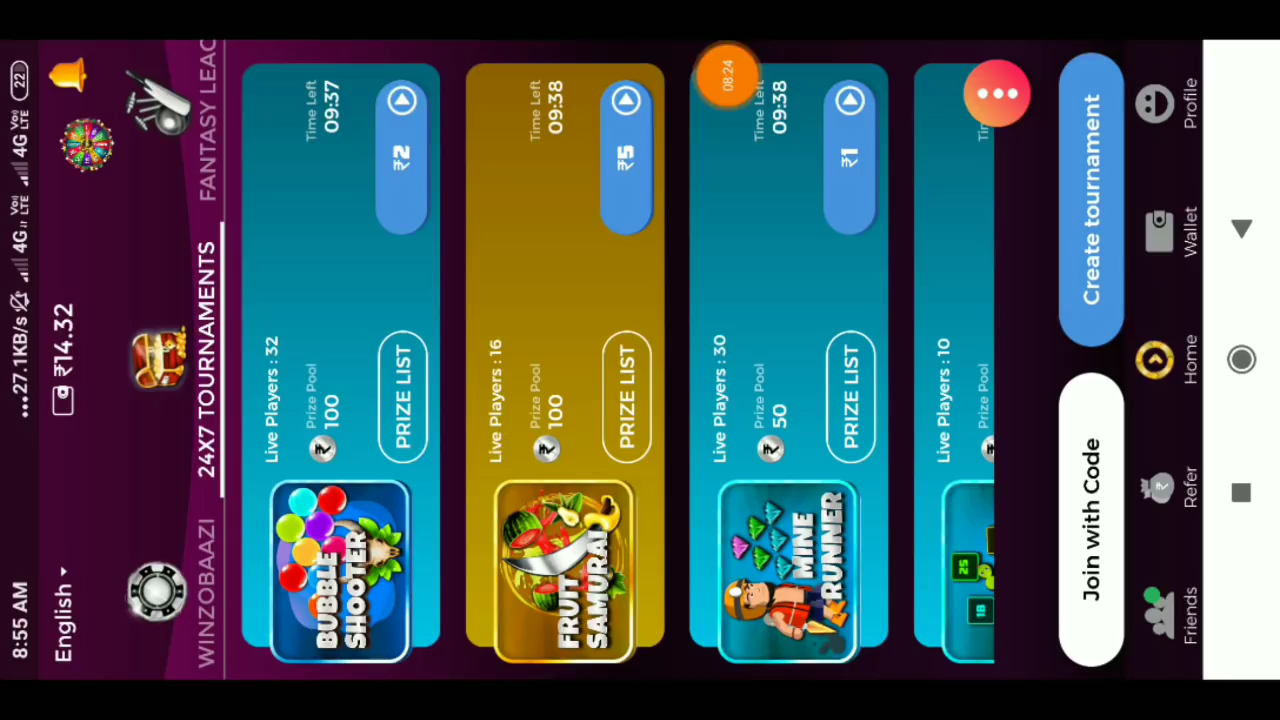 8:55 AM
...27.1KB/s 4G 4G 22
English
₹14.32
WINZOBAAZI
24X7 TOURNAMENTS
FANTASY LEAG
BUBBLE
SHOOTER
Live Players : 32
Prize Pool
100
PRIZE LIST
Time Left
09:37
₹2
FRUIT
SAMURAI
Live Players : 16
Prize Pool
100
PRIZE LIST
Time Left
09:38
₹5
08:24
MINE
RUNNER
Live Players : 30
Prize Pool
50
PRIZE LIST
Time Left
09:38
₹1
25
18
Live Players : 10
Prize Pool
Join with Code
Create tournament
Friends
Refer
Home
Wallet
Profile